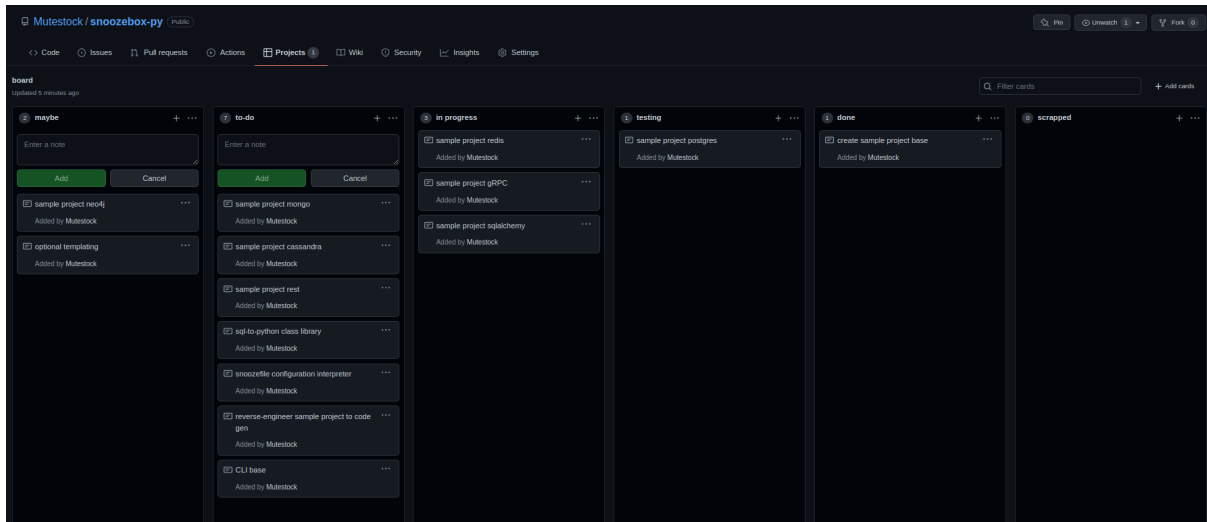 Mutestock / snoozebox-py Public
Pin
Unwatch 1
Fork 0
Code
Issues
Pull requests
Actions
Projects 1
Wiki
Security
Insights
Settings
board
Updated 5 minutes ago
Filter cards
+ Add cards
2 maybe
Enter a note
Add
Cancel
sample project neo4j
Added by Mutestock
optional templating
Added by Mutestock
7 to-do
Enter a note
Add
Cancel
sample project mongo
Added by Mutestock
sample project cassandra
Added by Mutestock
sample project rest
Added by Mutestock
sql-to-python class library
Added by Mutestock
snoozefile configuration interpreter
Added by Mutestock
reverse-engineer sample project to code
gen
Added by Mutestock
CLI base
Added by Mutestock
3 in progress
sample project redis
Added by Mutestock
sample project gRPC
Added by Mutestock
sample project sqlalchemy
Added by Mutestock
1 testing
sample project postgres
Added by Mutestock
1 done
create sample project base
Added by Mutestock
0 scrapped